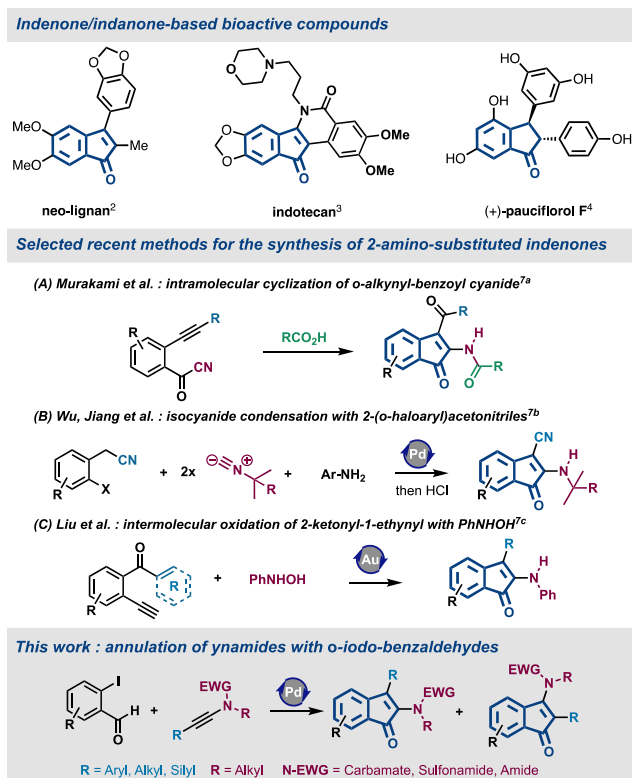 Indenone/indanone-based bioactive compounds
O
O
MeO
MeO
Me
O
neo-lignan2
O
N
O
N
O
O
O
OMe
OMe
indotecan3
HO
OH
OH
HO
OH
O
(+)-pauciflorol F4
Selected recent methods for the synthesis of 2-amino-substituted indenones
(A) Murakami et al. : intramolecular cyclization of o-alkynyl-benzoyl cyanide7a
R
R
CN
O
RCO2H
O
R
H
N
R
O
O
R
(B) Wu, Jiang et al. : isocyanide condensation with 2-(o-haloaryl)acetonitriles7b
CN
X
R
+ 2x
C≡N
R
+ Ar-NH2
Pd
then HCl
CN
H
N
R
O
R
(C) Liu et al. : intermolecular oxidation of 2-ketonyl-1-ethynyl with PhNHOH7c
O
R
R
+ PhNHOH
Au
R
H
N
Ph
O
R
This work : annulation of ynamides with o-iodo-benzaldehydes
I
H
O
R
+
EWG
N
R
R
Pd
R
EWG
N
R
O
R
+
EWG
N
R
R
O
R
R = Aryl, Alkyl, Silyl R = Alkyl N-EWG = Carbamate, Sulfonamide, Amide